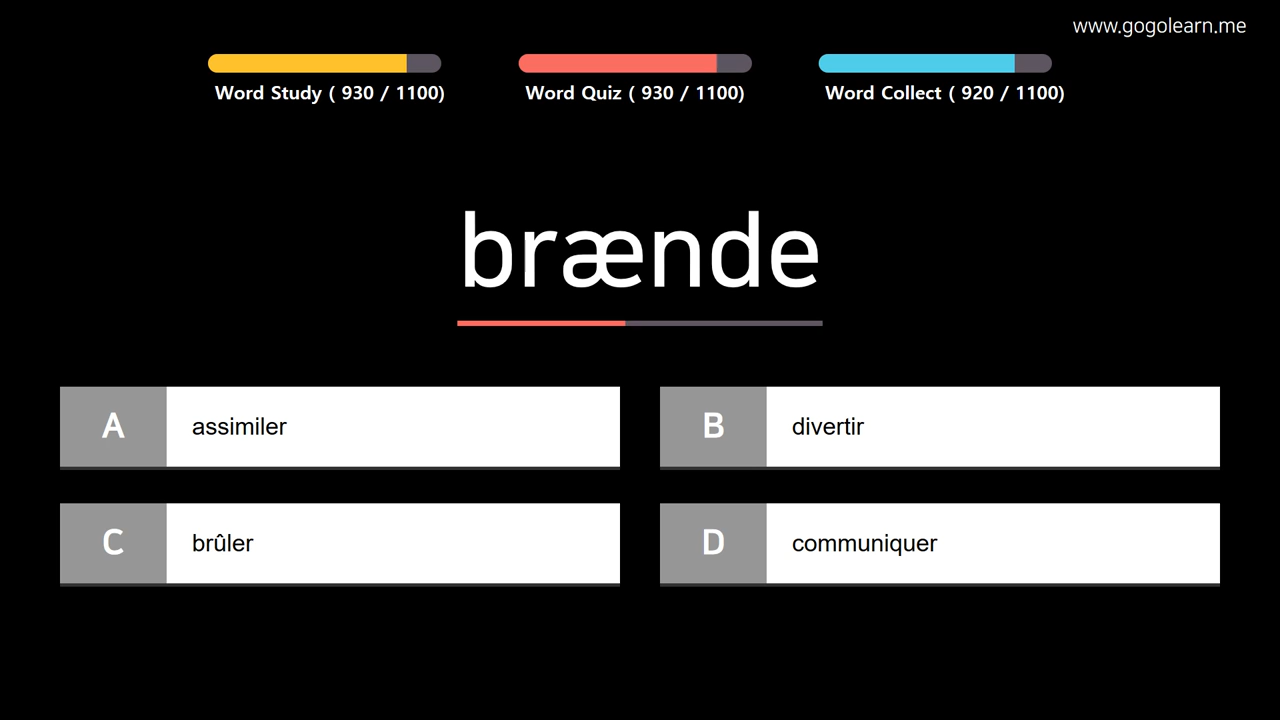 www.gogolearn.me
Word Study ( 930 / 1100)
Word Quiz ( 930 / 1100)
Word Collect ( 920 / 1100)
brænde
A
assimiler
B
divertir
C
brûler
D
communiquer